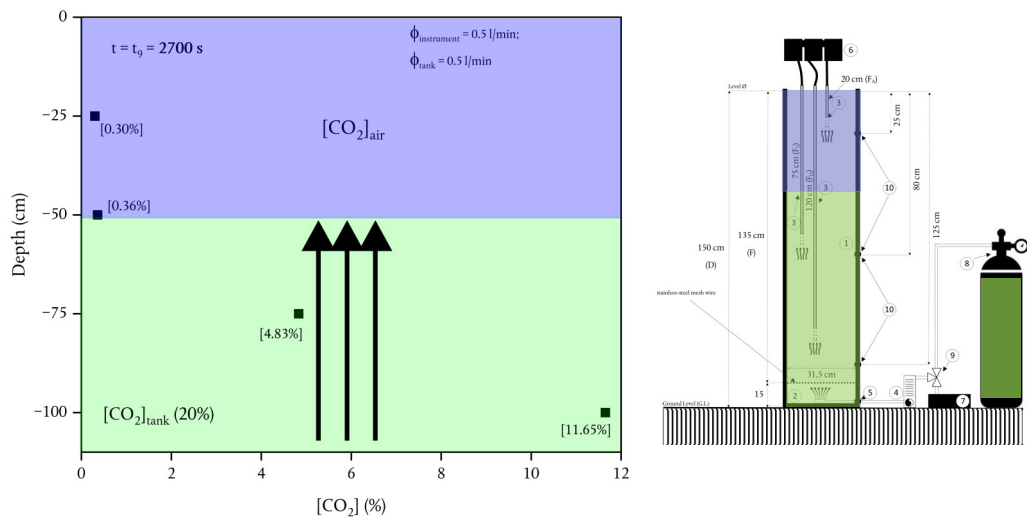 t = t₉ = 2700 s
ϕinstrument = 0.5 l/min;
ϕtank = 0.5 l/min
[CO₂]air
[0.30%]
[0.36%]
[4.83%]
[11.65%]
[CO₂]tank (20%)
0
−25
−50
−75
−100
Depth (cm)
0
2
4
6
8
10
12
[CO₂] (%)
6
20 cm (FA)
Level Ø
3
25 cm
75 cm (F₁)
120 cm (F₂)
3
80 cm
10
3
125 cm
1
150 cm
(D)
135 cm
(F)
8
stainless-steel mesh wire
10
31,5 cm
9
15
2
5
4
7
Ground Level (G.L.)